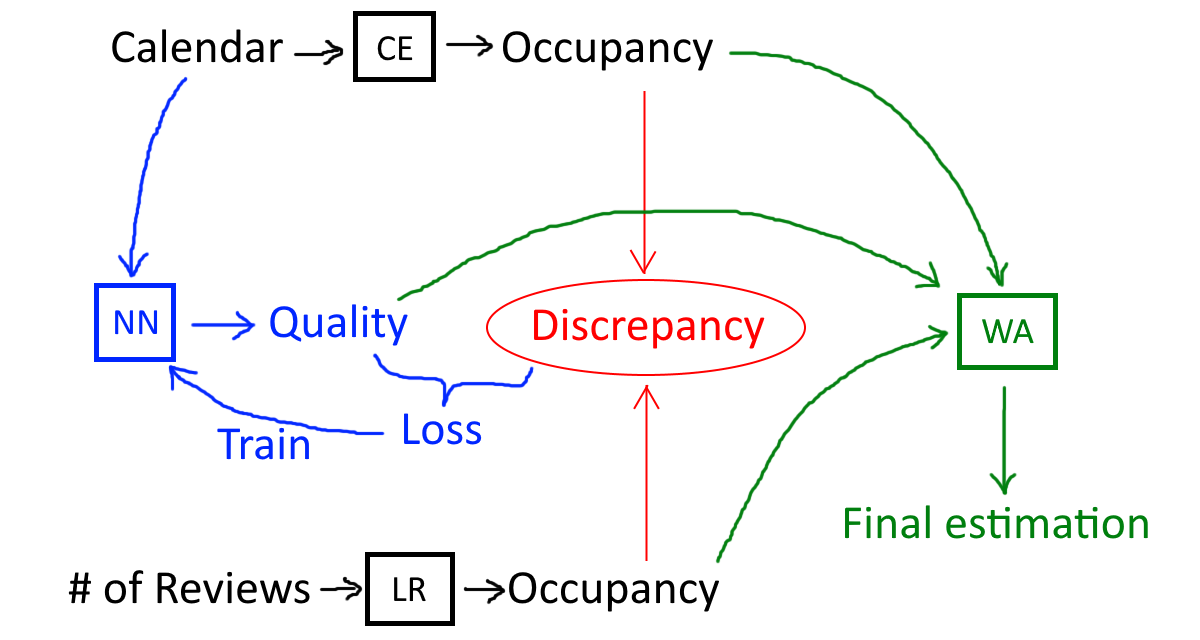 Calendar
CE
Occupancy
NN
Quality
Discrepancy
WA
Loss
Train
Final estimation
# of Reviews
LR
Occupancy